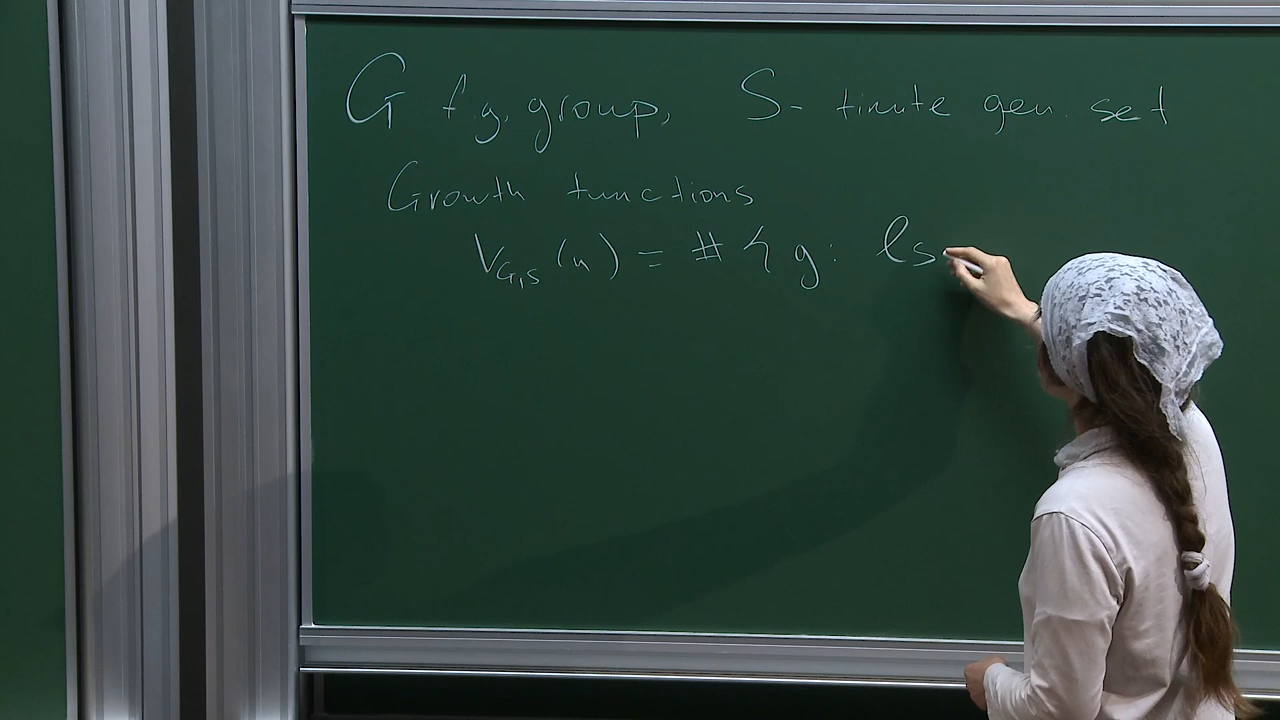 G f.g. group, S - finite gen. set
Growth functions
V_{G,S}(n) = # { g : l_S